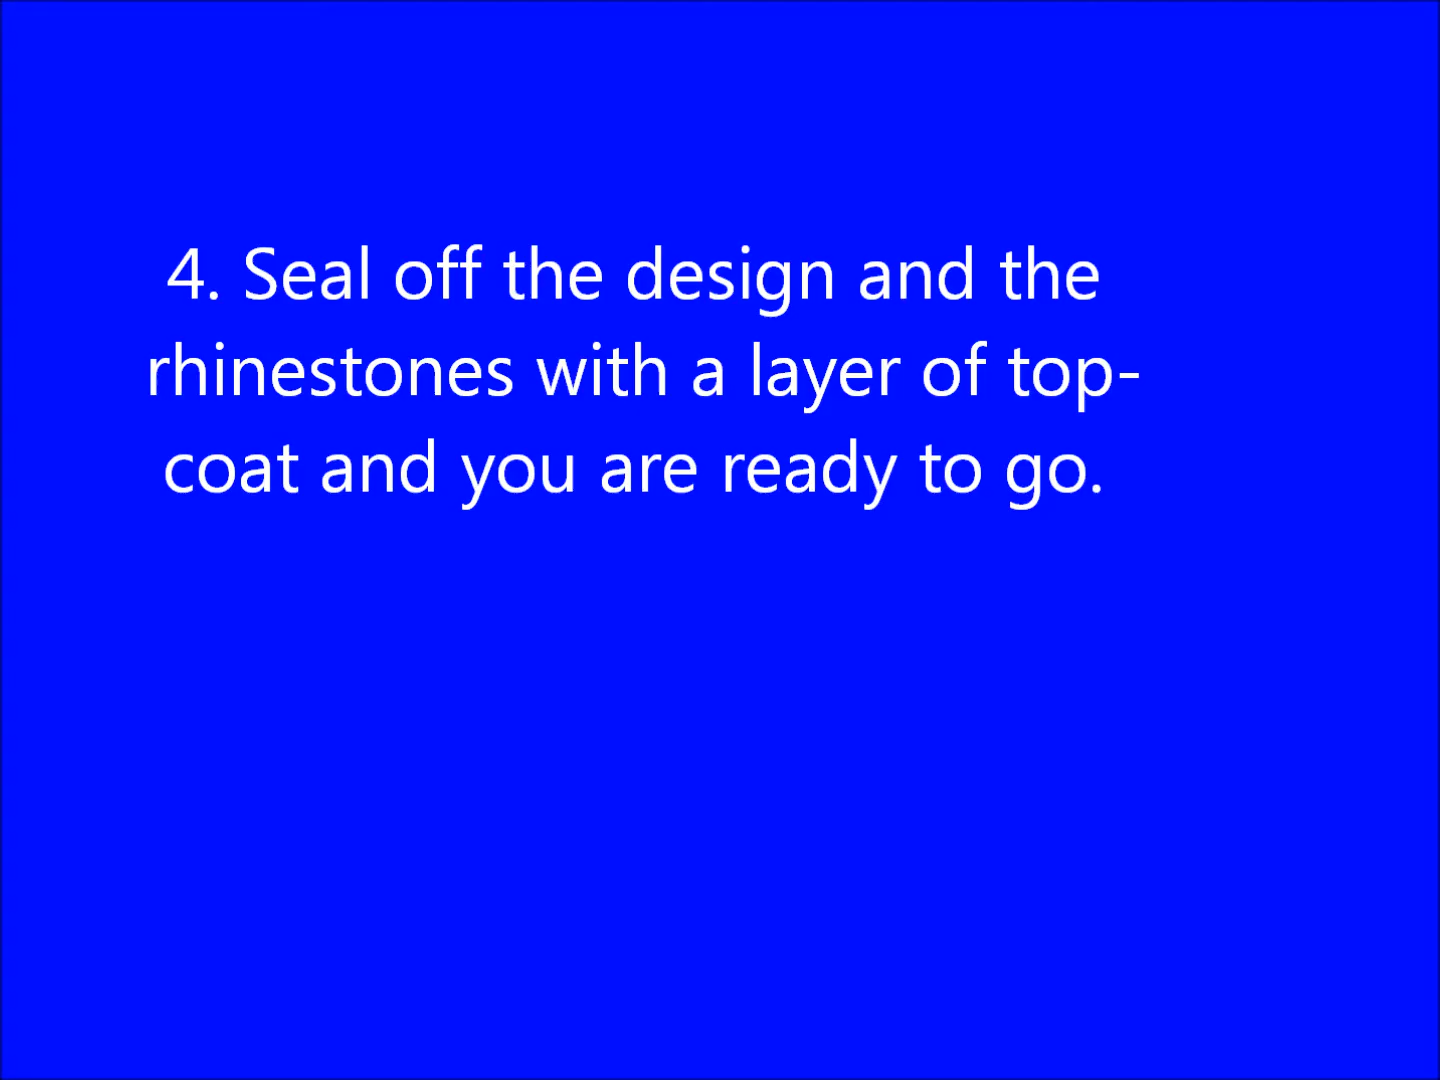 4. Seal off the design and the
rhinestones with a layer of top-
coat and you are ready to go.